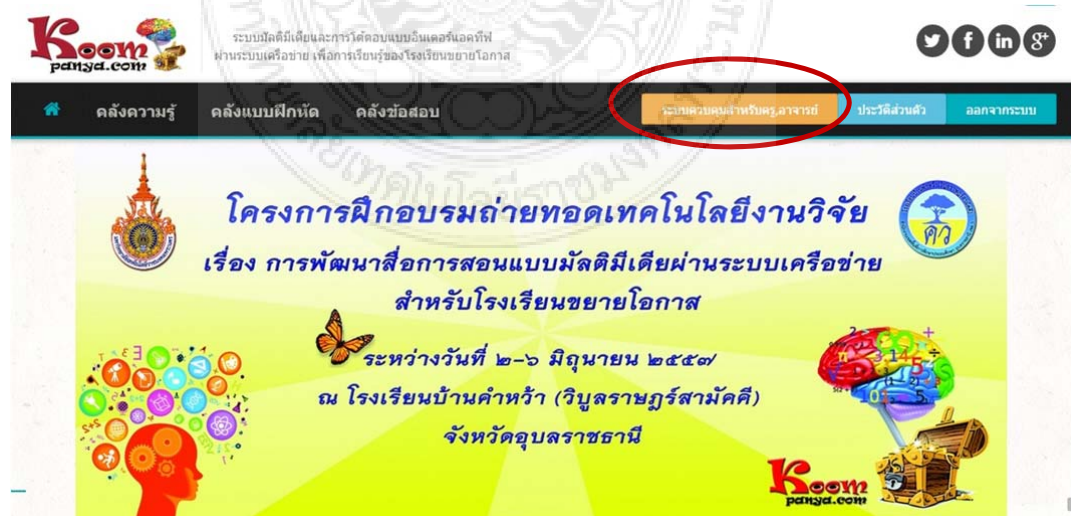 Koom
panya.com
ระบบมัลติมีเดียและการโต้ตอบแบบอินเตอร์แอคทีฟ
ผ่านระบบเครือข่าย เพื่อการเรียนรู้ของโรงเรียนขยายโอกาส
คลังความรู้ คลังแบบฝึกหัด คลังข้อสอบ ระบบควบคุมสำหรับครู,อาจารย์ ประวัติส่วนตัว ออกจากระบบ
โครงการฝึกอบรมถ่ายทอดเทคโนโลยีงานวิจัย
คว
เรื่อง การพัฒนาสื่อการสอนแบบมัลติมีเดียผ่านระบบเครือข่าย
สำหรับโรงเรียนขยายโอกาส
ระหว่างวันที่ ๒-๖ มิถุนายน ๒๕๕๗
ณ โรงเรียนบ้านคำหว้า (วิบูลราษฎร์สามัคคี)
จังหวัดอุบลราชธานี
Koom
panya.com